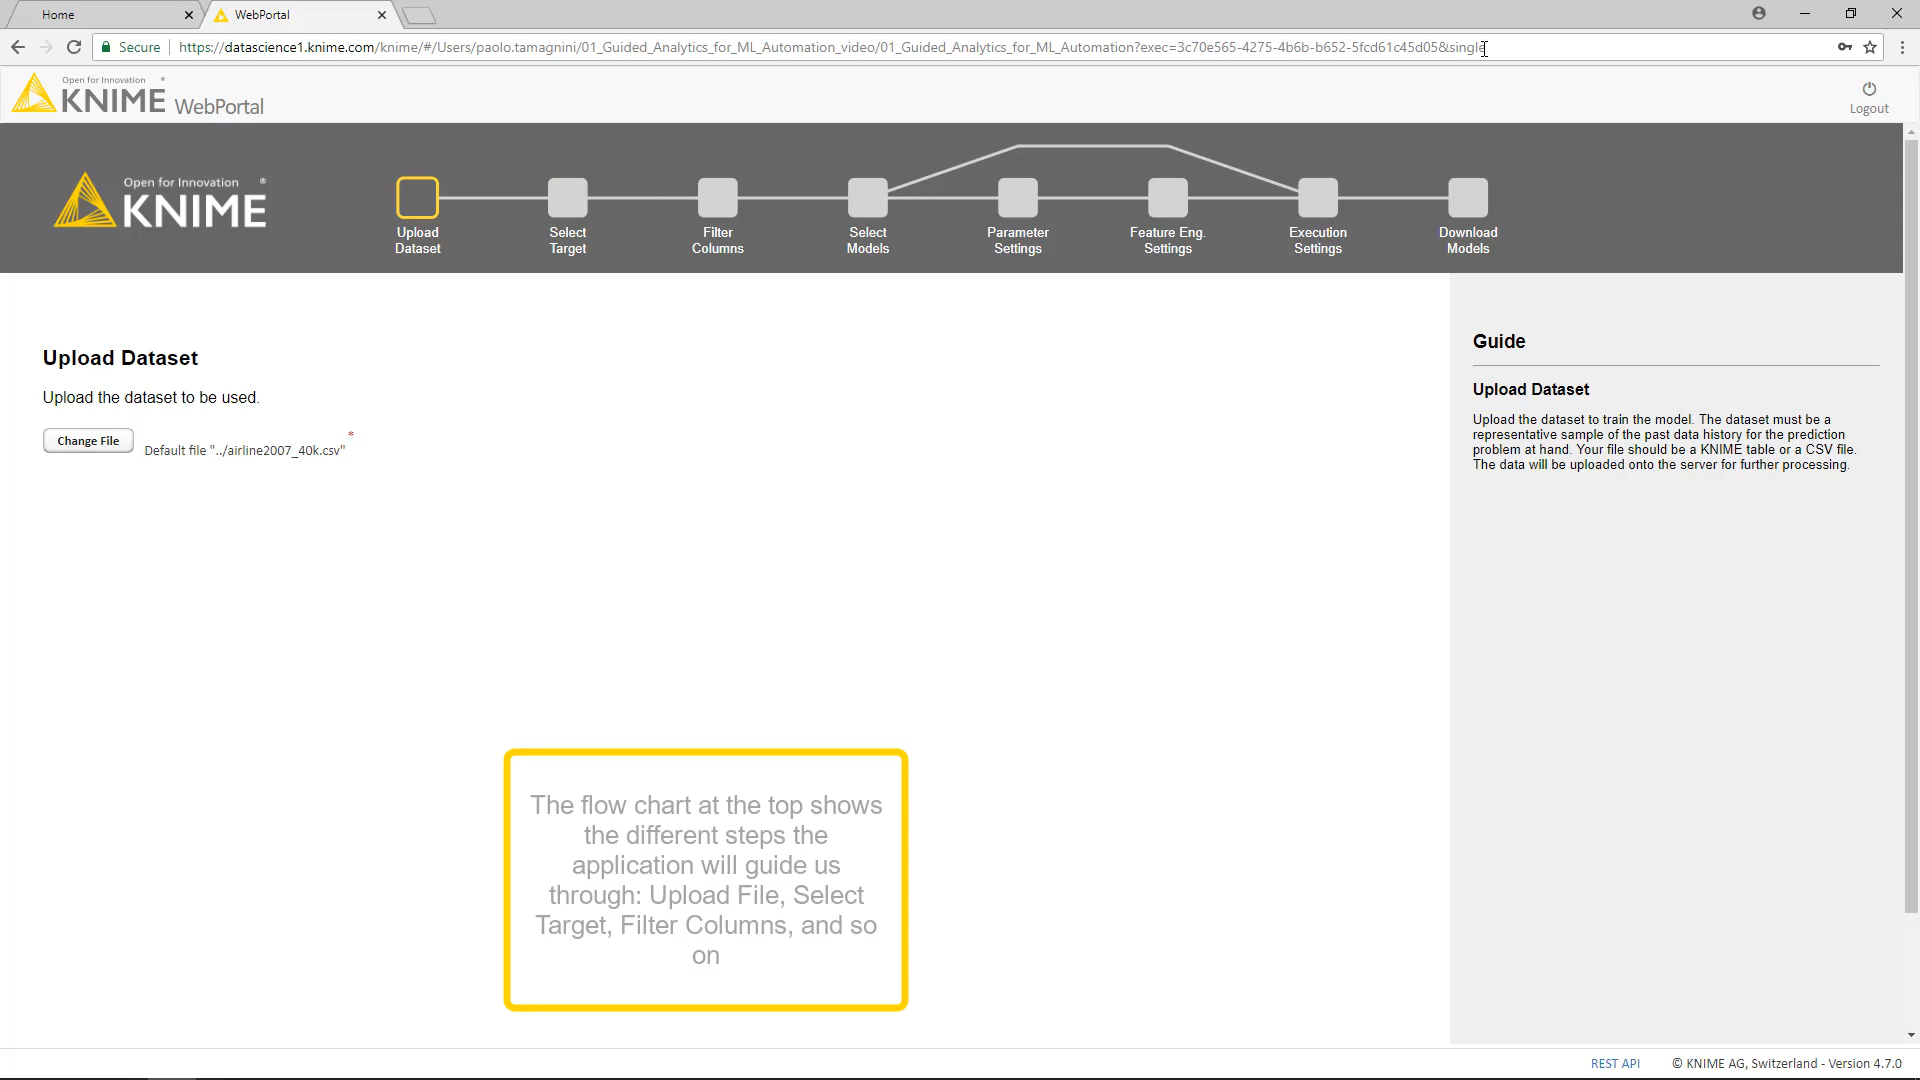 Home
WebPortal
Secure
https://datascience1.knime.com/knime/#/Users/paolo.tamagnini/01_Guided_Analytics_for_ML_Automation_video/01_Guided_Analytics_for_ML_Automation?exec=3c70e565-4275-4b6b-b652-5fcd61c45d05&single
Open for Innovation ®
KNIME WebPortal
Logout
Open for Innovation ®
KNIME
Upload
Dataset
Select
Target
Filter
Columns
Select
Models
Parameter
Settings
Feature Eng.
Settings
Execution
Settings
Download
Models
Upload Dataset
Upload the dataset to be used.
Change File
Default file "../airline2007_40k.csv" *
Guide
Upload Dataset
Upload the dataset to train the model. The dataset must be a
representative sample of the past data history for the prediction
problem at hand. Your file should be a KNIME table or a CSV file.
The data will be uploaded onto the server for further processing.
The flow chart at the top shows
the different steps the
application will guide us
through: Upload File, Select
Target, Filter Columns, and so
on
REST API
© KNIME AG, Switzerland - Version 4.7.0